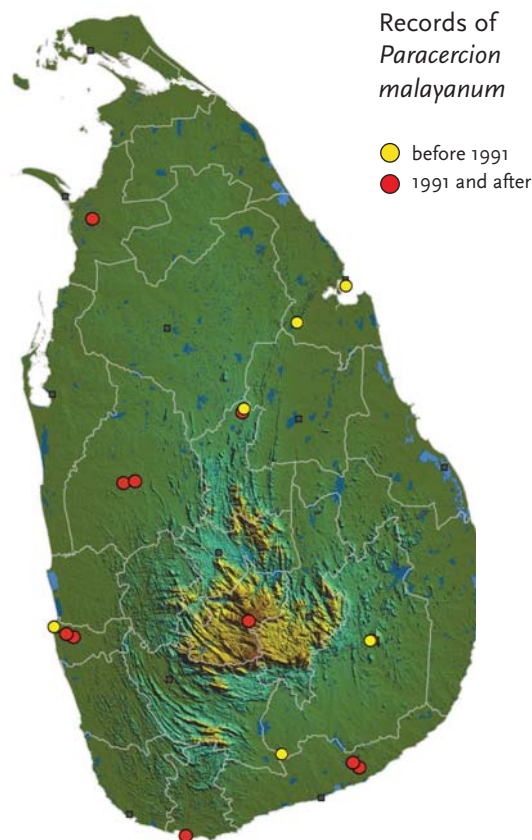 Records of
Paracercion
malayanum
before 1991
1991 and after